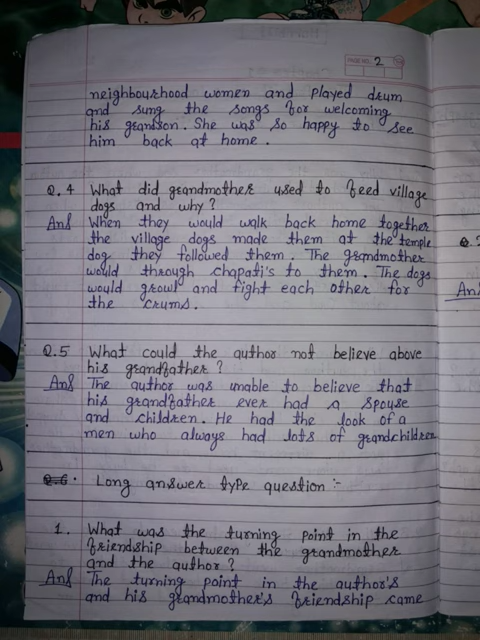 PAGE NO. 2
neighbourhood women and played drum
and sung the songs for welcoming
his grandson. She was so happy to see
him back at home.
Q.4 What did grandmother used to feed village
dogs and why?
Ans When they would walk back home together
the village dogs made them at the temple
dog they followed them. The grandmother
would through chapati's to them. The dogs
would growl and fight each other for
the crums.
Q.5 What could the author not believe above
his grandfather?
Ans The author was unable to believe that
his grandfather ever had a spouse
and children. He had the look of a
men who always had lots of grandchildren
Q.6. Long answer type question :-
1. What was the turning point in the
friendship between the grandmother
and the author?
Ans The turning point in the author's
and his grandmother's friendship came
Ans